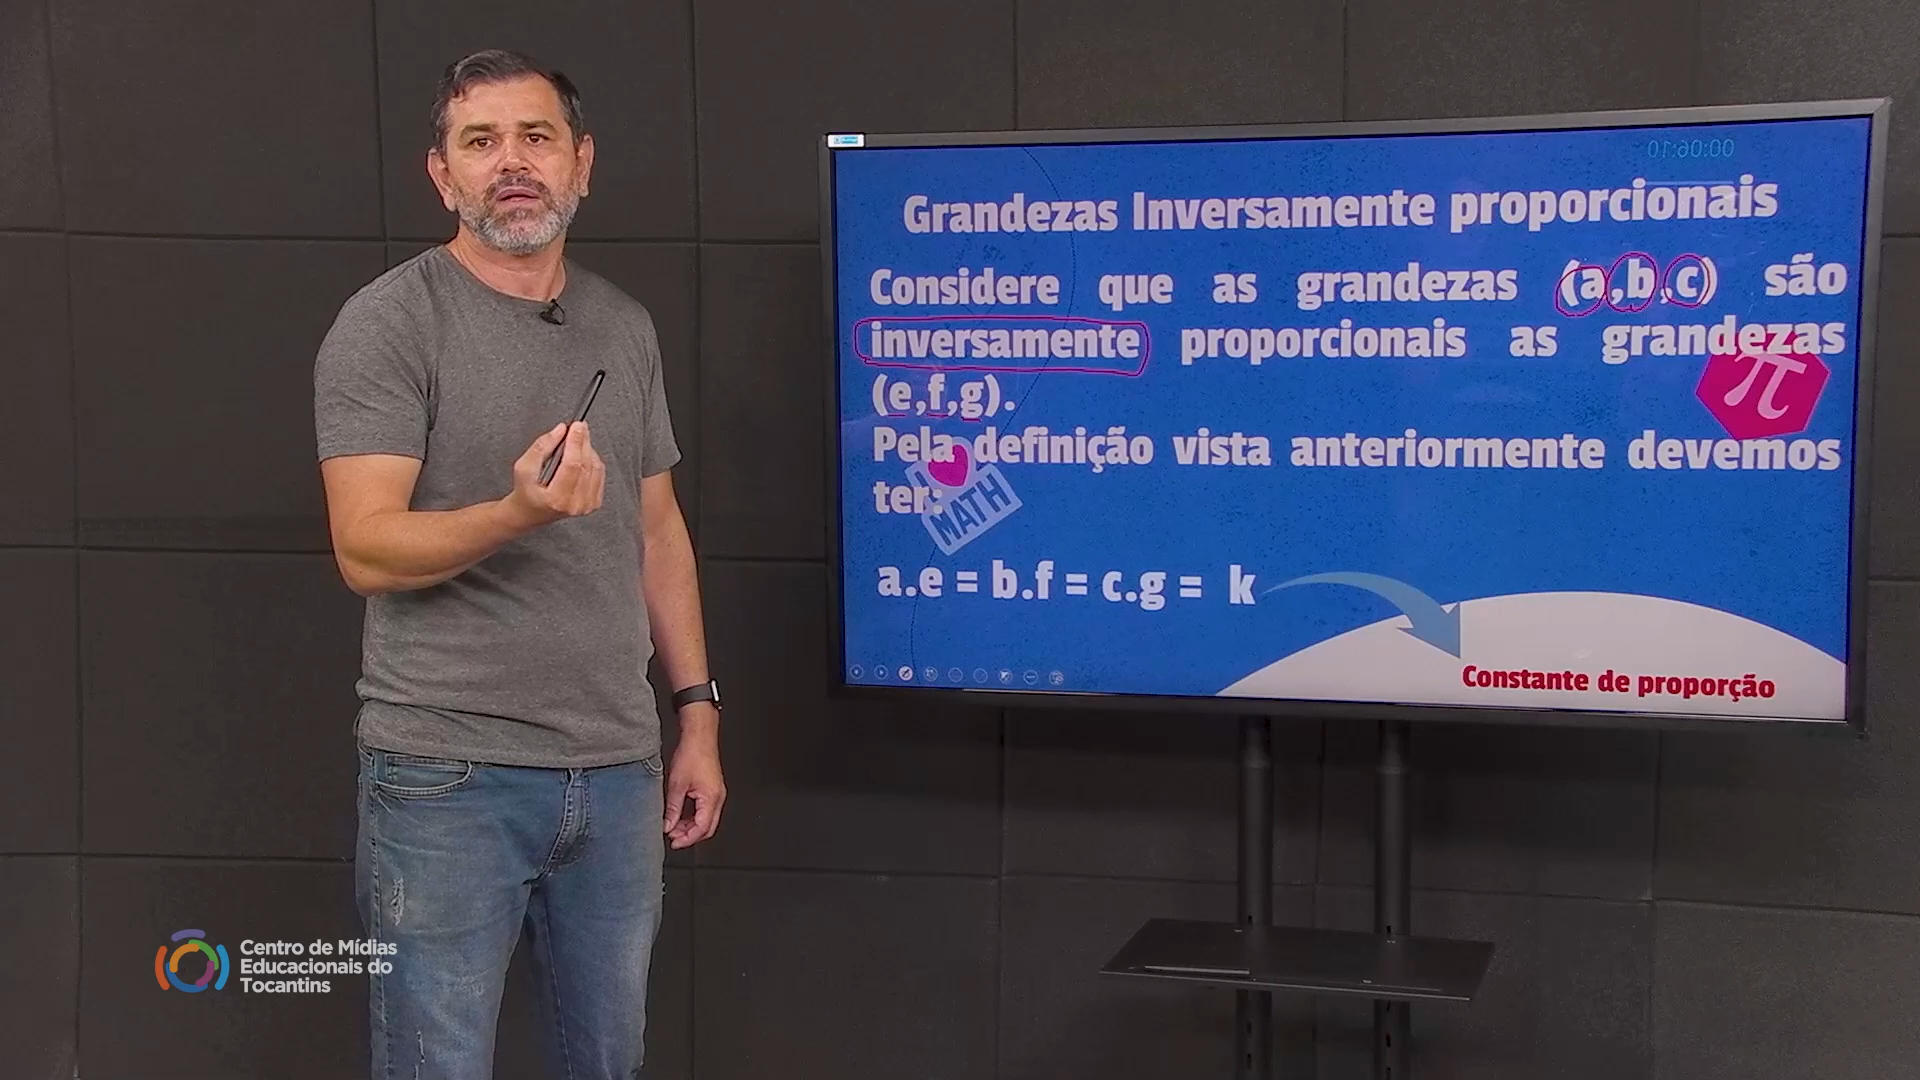 00:60:10
Grandezas Inversamente proporcionais
Considere que as grandezas (a,b,c) são
inversamente proporcionais as grandezas
(e,f,g).
π
Pela definição vista anteriormente devemos
ter:
I
MATH
a.e = b.f = c.g = k
Constante de proporção
Centro de Mídias
Educacionais do
Tocantins